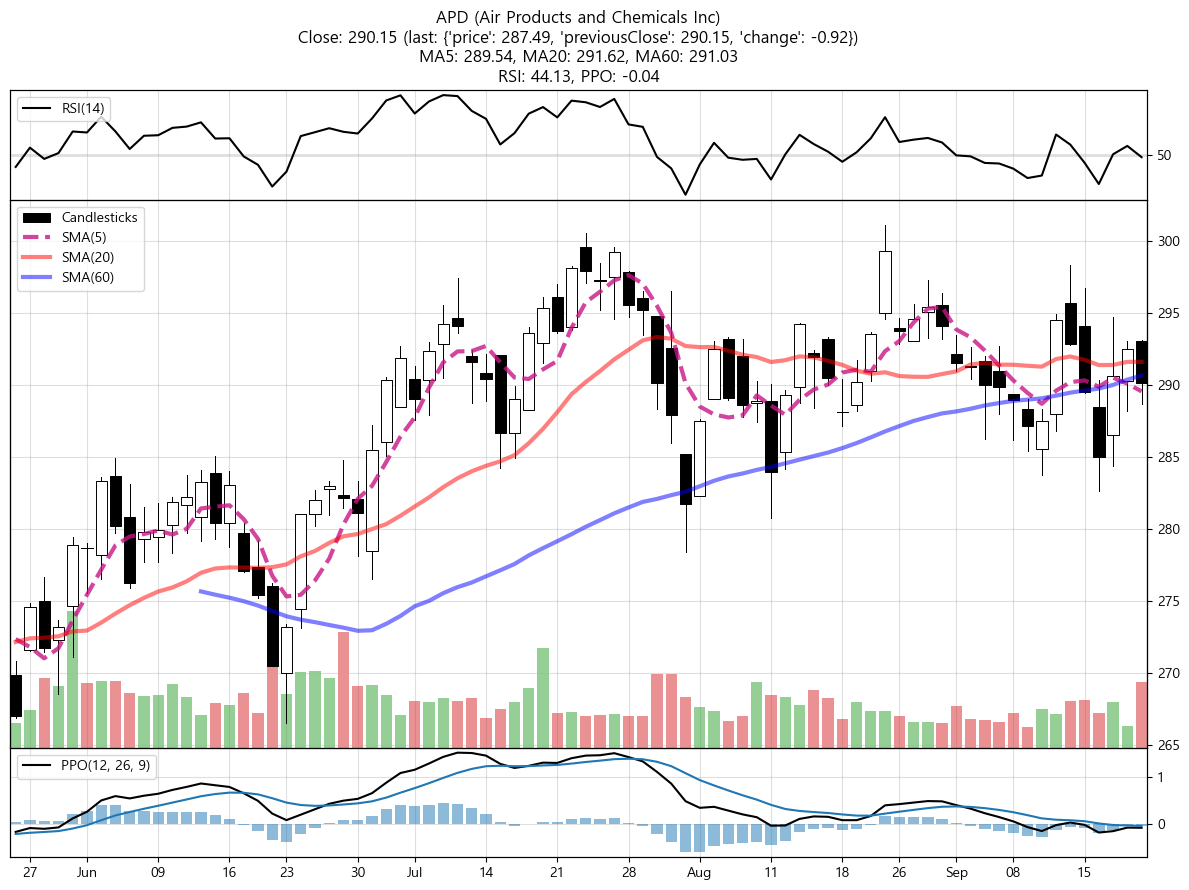 APD (Air Products and Chemicals Inc)
Close: 290.15 (last: {'price': 287.49, 'previousClose': 290.15, 'change': -0.92})
MA5: 289.54, MA20: 291.62, MA60: 291.03
RSI: 44.13, PPO: -0.04
RSI(14)
50
Candlesticks
SMA(5)
SMA(20)
SMA(60)
300
295
290
285
280
275
270
265
PPO(12, 26, 9)
1
0
27 Jun 09 16 23 30 Jul 14 21 28 Aug 11 18 26 Sep 08 15